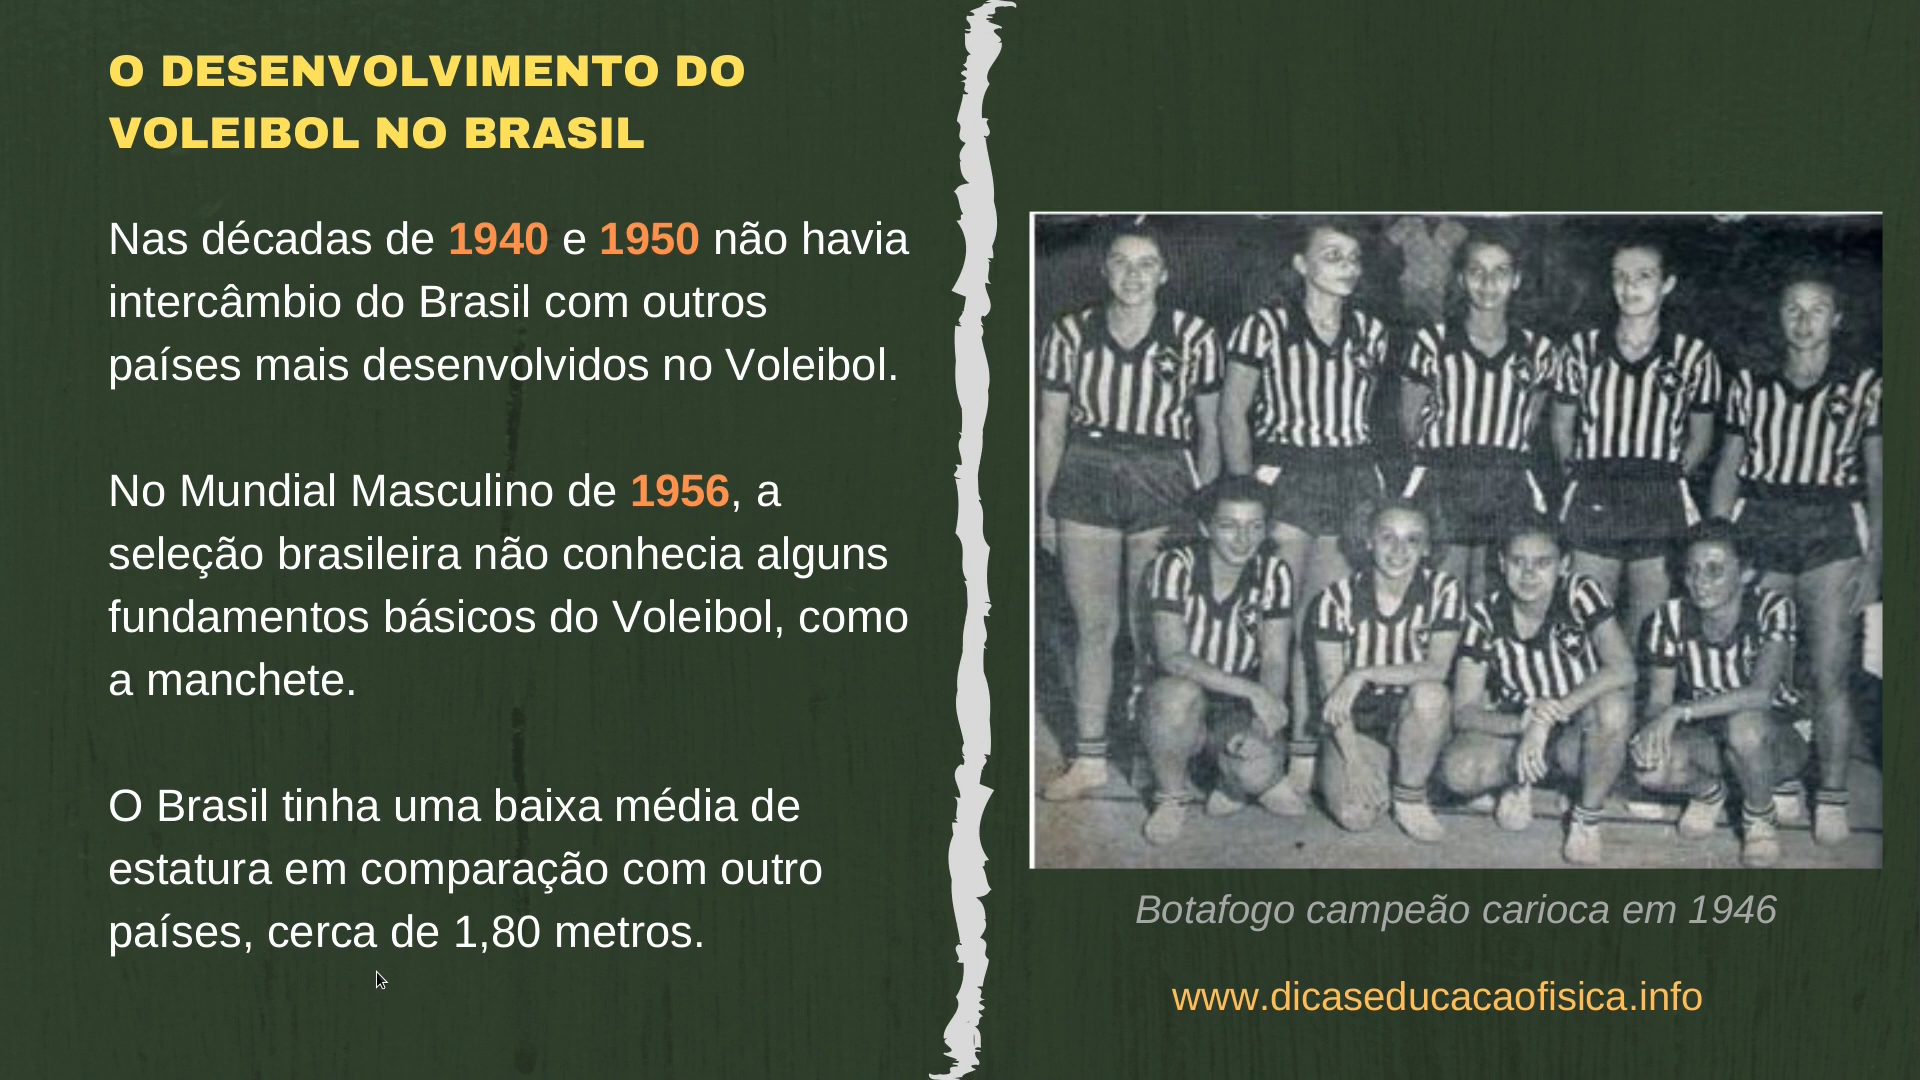 O DESENVOLVIMENTO DO
VOLEIBOL NO BRASIL
Nas décadas de 1940 e 1950 não havia
intercâmbio do Brasil com outros
países mais desenvolvidos no Voleibol.
No Mundial Masculino de 1956, a
seleção brasileira não conhecia alguns
fundamentos básicos do Voleibol, como
a manchete.
O Brasil tinha uma baixa média de
estatura em comparação com outro
países, cerca de 1,80 metros.
Botafogo campeão carioca em 1946
www.dicaseducacaofisica.info